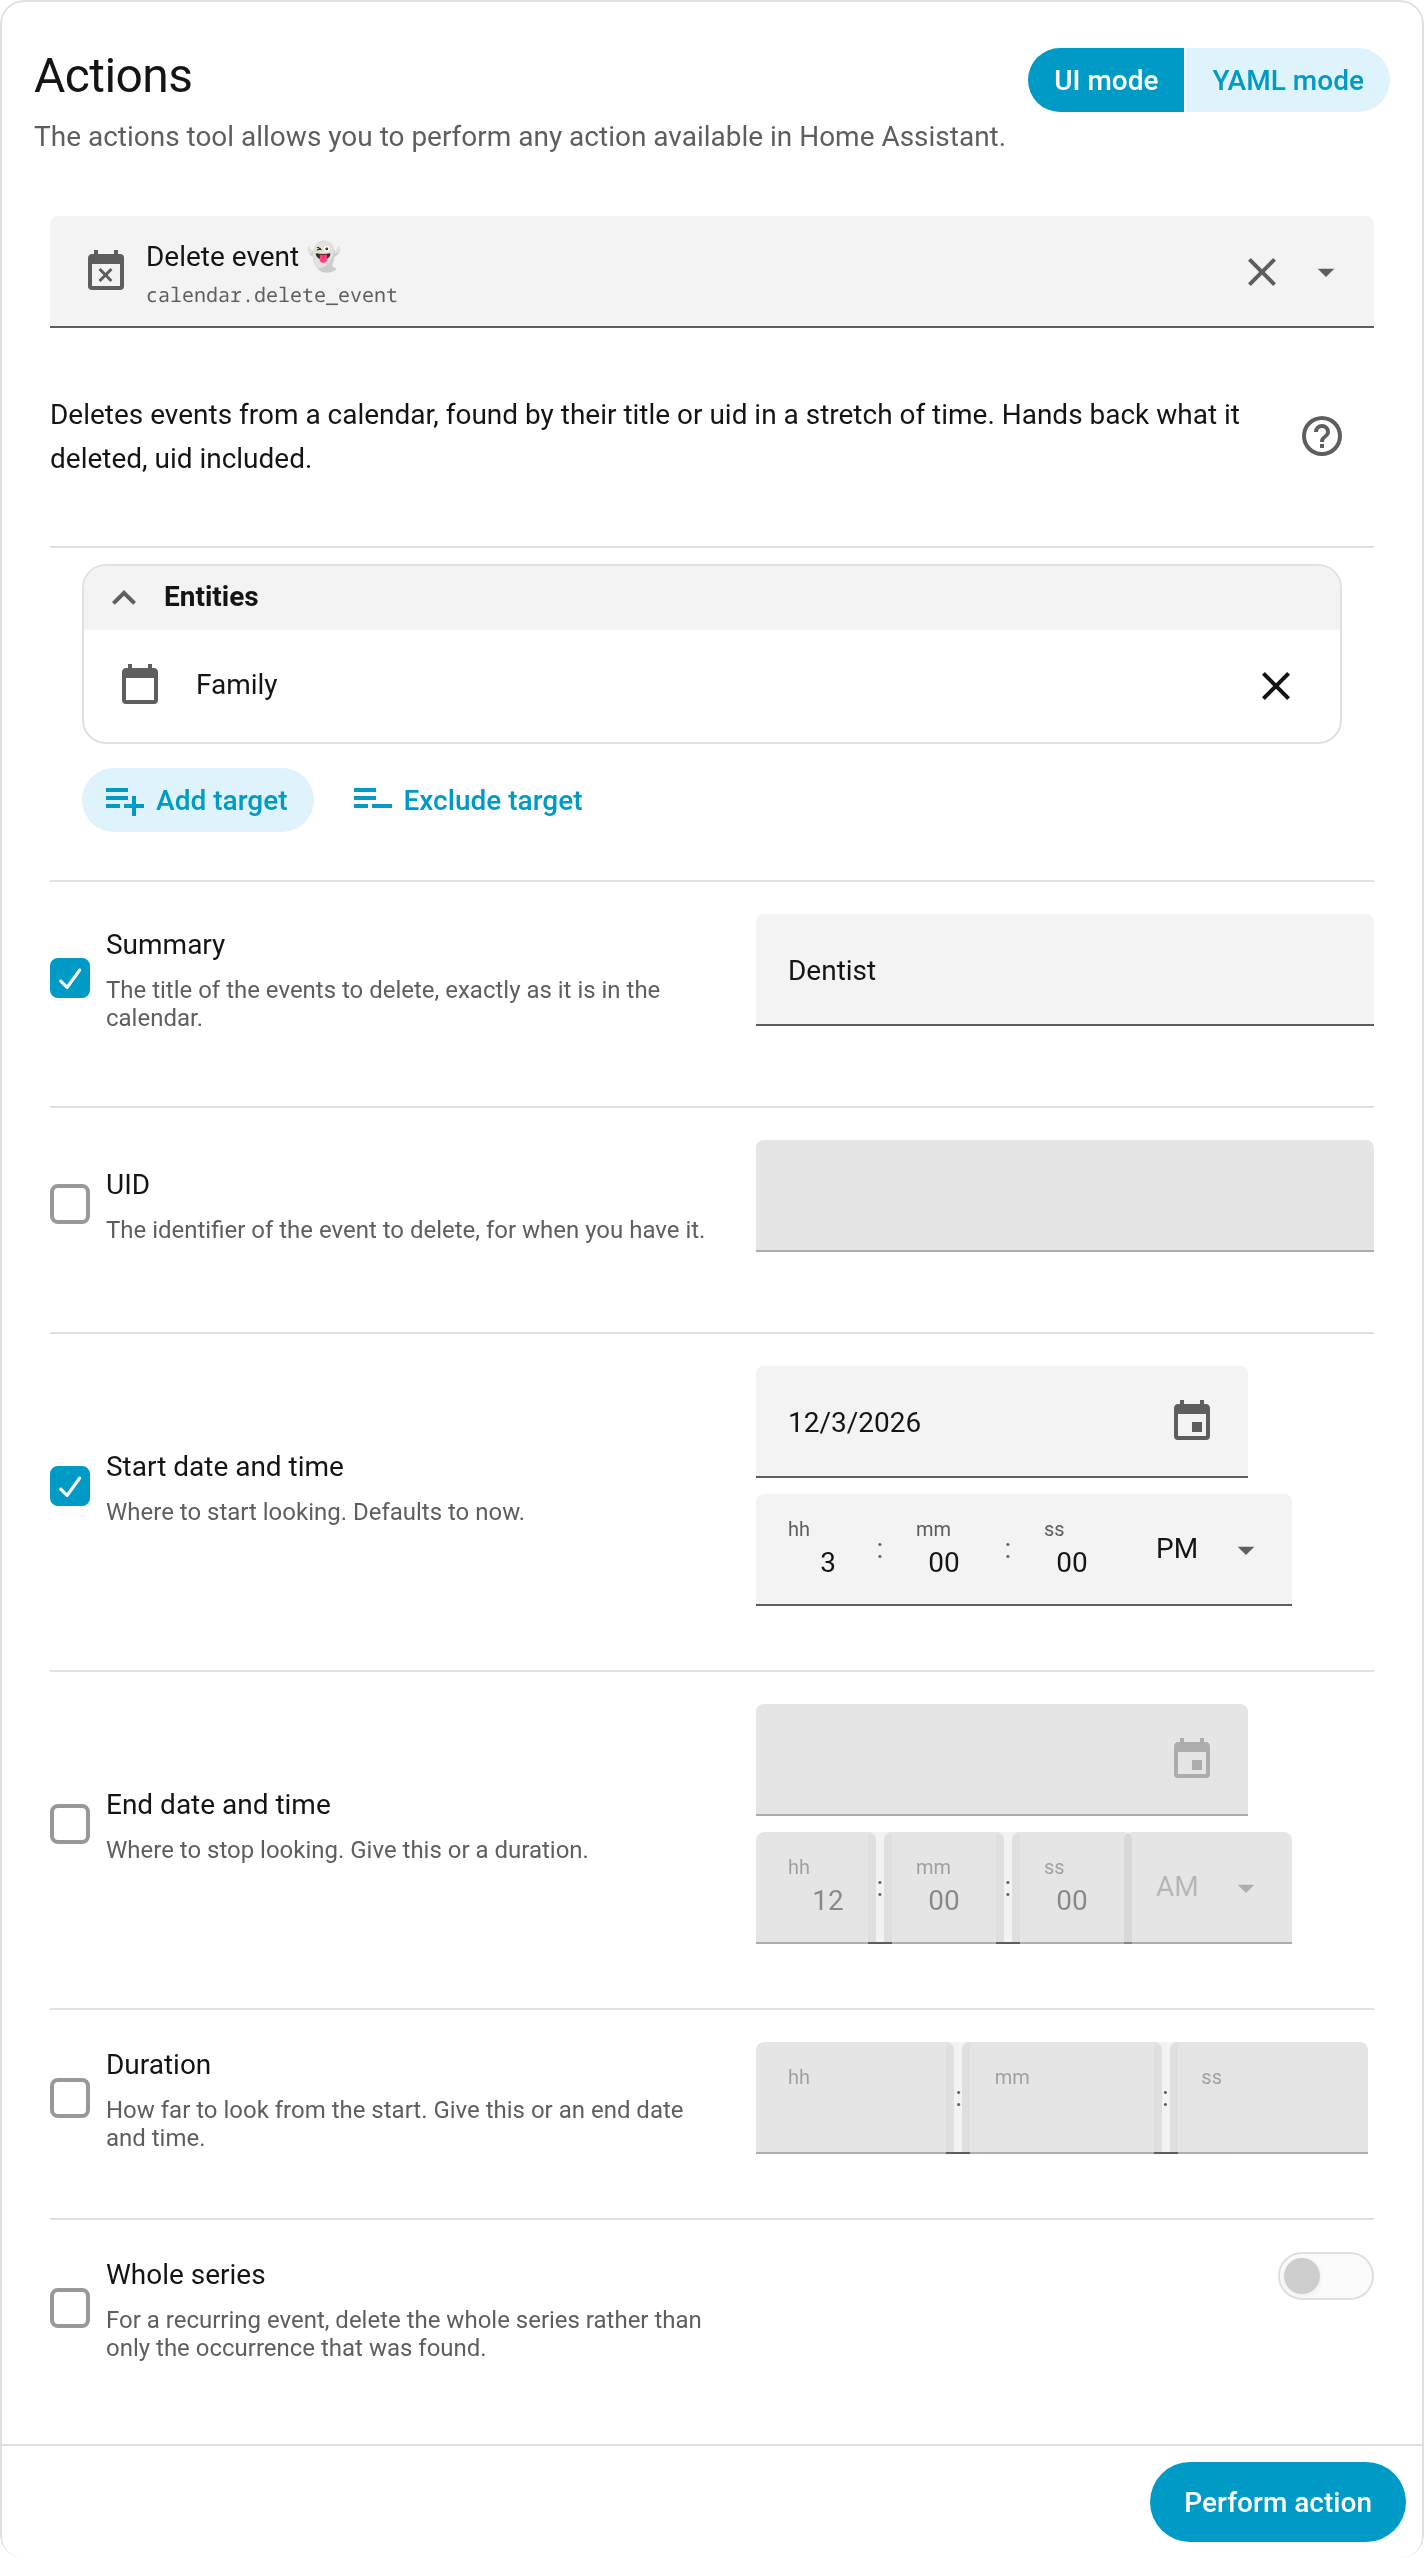 Actions
UI mode
YAML mode
The actions tool allows you to perform any action available in Home Assistant.
Delete event 👻
calendar.delete_event
Deletes events from a calendar, found by their title or uid in a stretch of time. Hands back what it
deleted, uid included.
Entities
Family
Add target
Exclude target
Summary
The title of the events to delete, exactly as it is in the
calendar.
Dentist
UID
The identifier of the event to delete, for when you have it.
Start date and time
Where to start looking. Defaults to now.
12/3/2026
hh : mm : ss
3 00 00 PM
End date and time
Where to stop looking. Give this or a duration.
hh : mm : ss
12 00 00 AM
Duration
How far to look from the start. Give this or an end date
and time.
hh : mm : ss
Whole series
For a recurring event, delete the whole series rather than
only the occurrence that was found.
Perform action